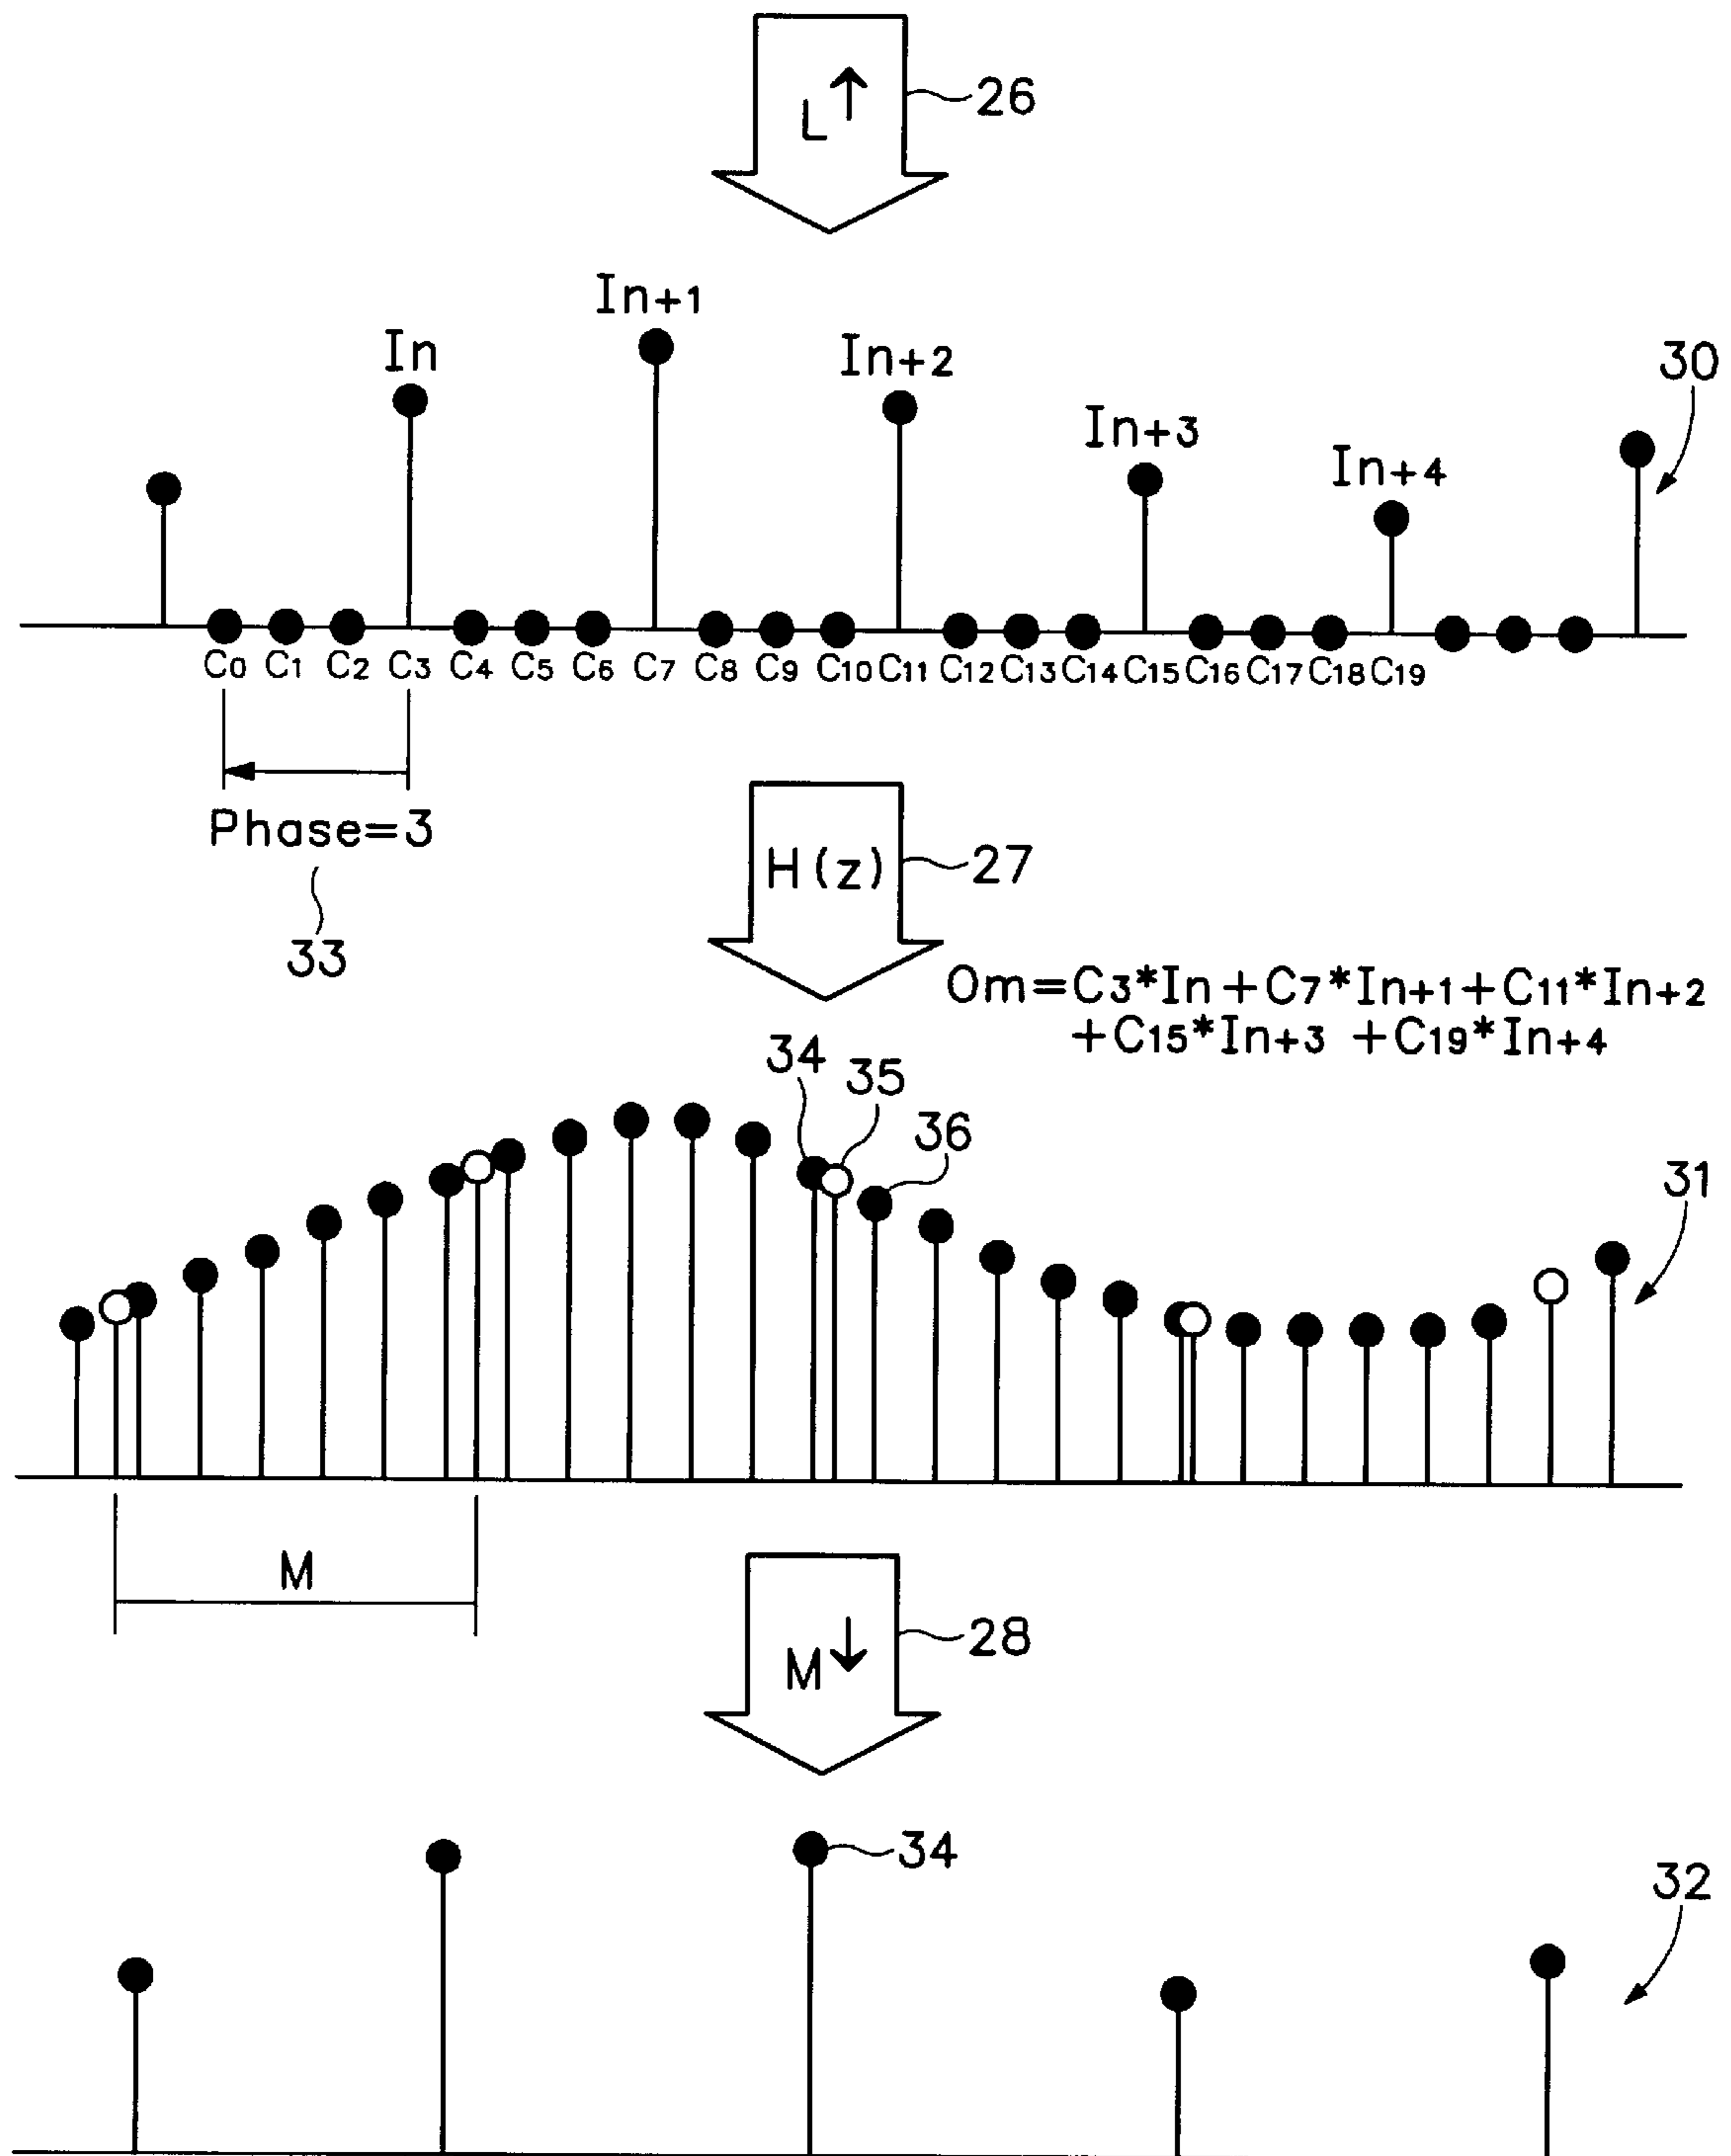 L↑
26
In+1
In
In+2
30
In+3
In+4
C0 C1 C2 C3 C4 C5 C6 C7 C8 C9 C10 C11 C12 C13 C14 C15 C16 C17 C18 C19
Phase=3
H(z)
27
33
Om=C3*In+C7*In+1+C11*In+2
+C15*In+3 +C19*In+4
34
35
36
31
M
M↓
28
34
32